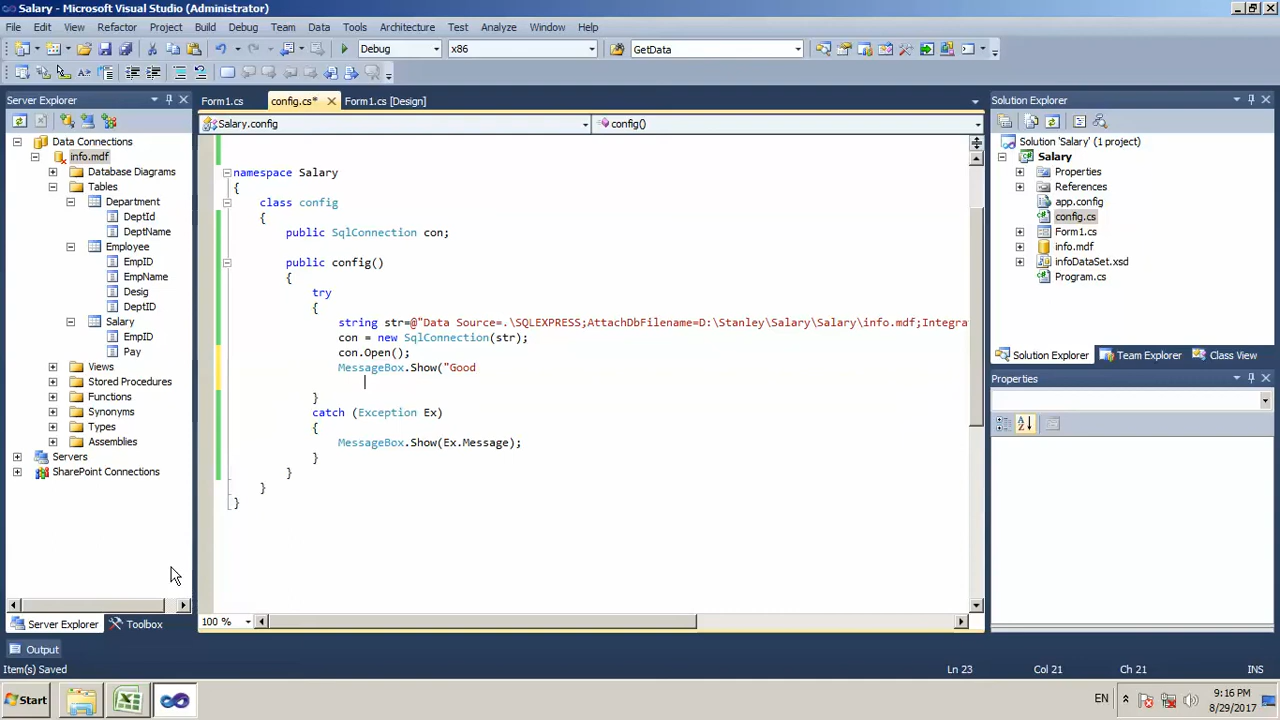 Salary - Microsoft Visual Studio (Administrator)
File Edit View Refactor Project Build Debug Team Data Tools Architecture Test Analyze Window Help
Debug x86 GetData
Server Explorer
Data Connections
info.mdf
Database Diagrams
Tables
Department
DeptId
DeptName
Employee
EmpID
EmpName
Desig
DeptID
Salary
EmpID
Pay
Views
Stored Procedures
Functions
Synonyms
Types
Assemblies
Servers
SharePoint Connections
Server Explorer Toolbox
Form1.cs config.cs* Form1.cs [Design]
Salary.config config()
namespace Salary
{
class config
{
public SqlConnection con;
public config()
{
try
{
string str=@"Data Source=.\SQLEXPRESS;AttachDbFilename=D:\Stanley\Salary\Salary\info.mdf;Integrat
con = new SqlConnection(str);
con.Open();
MessageBox.Show("Good
}
catch (Exception Ex)
{
MessageBox.Show(Ex.Message);
}
}
}
}
100 %
Solution Explorer
Solution 'Salary' (1 project)
Salary
Properties
References
app.config
config.cs
Form1.cs
info.mdf
infoDataSet.xsd
Program.cs
Solution Explorer Team Explorer Class View
Properties
Output
Item(s) Saved Ln 23 Col 21 Ch 21 INS
Start EN 9:16 PM
8/29/2017